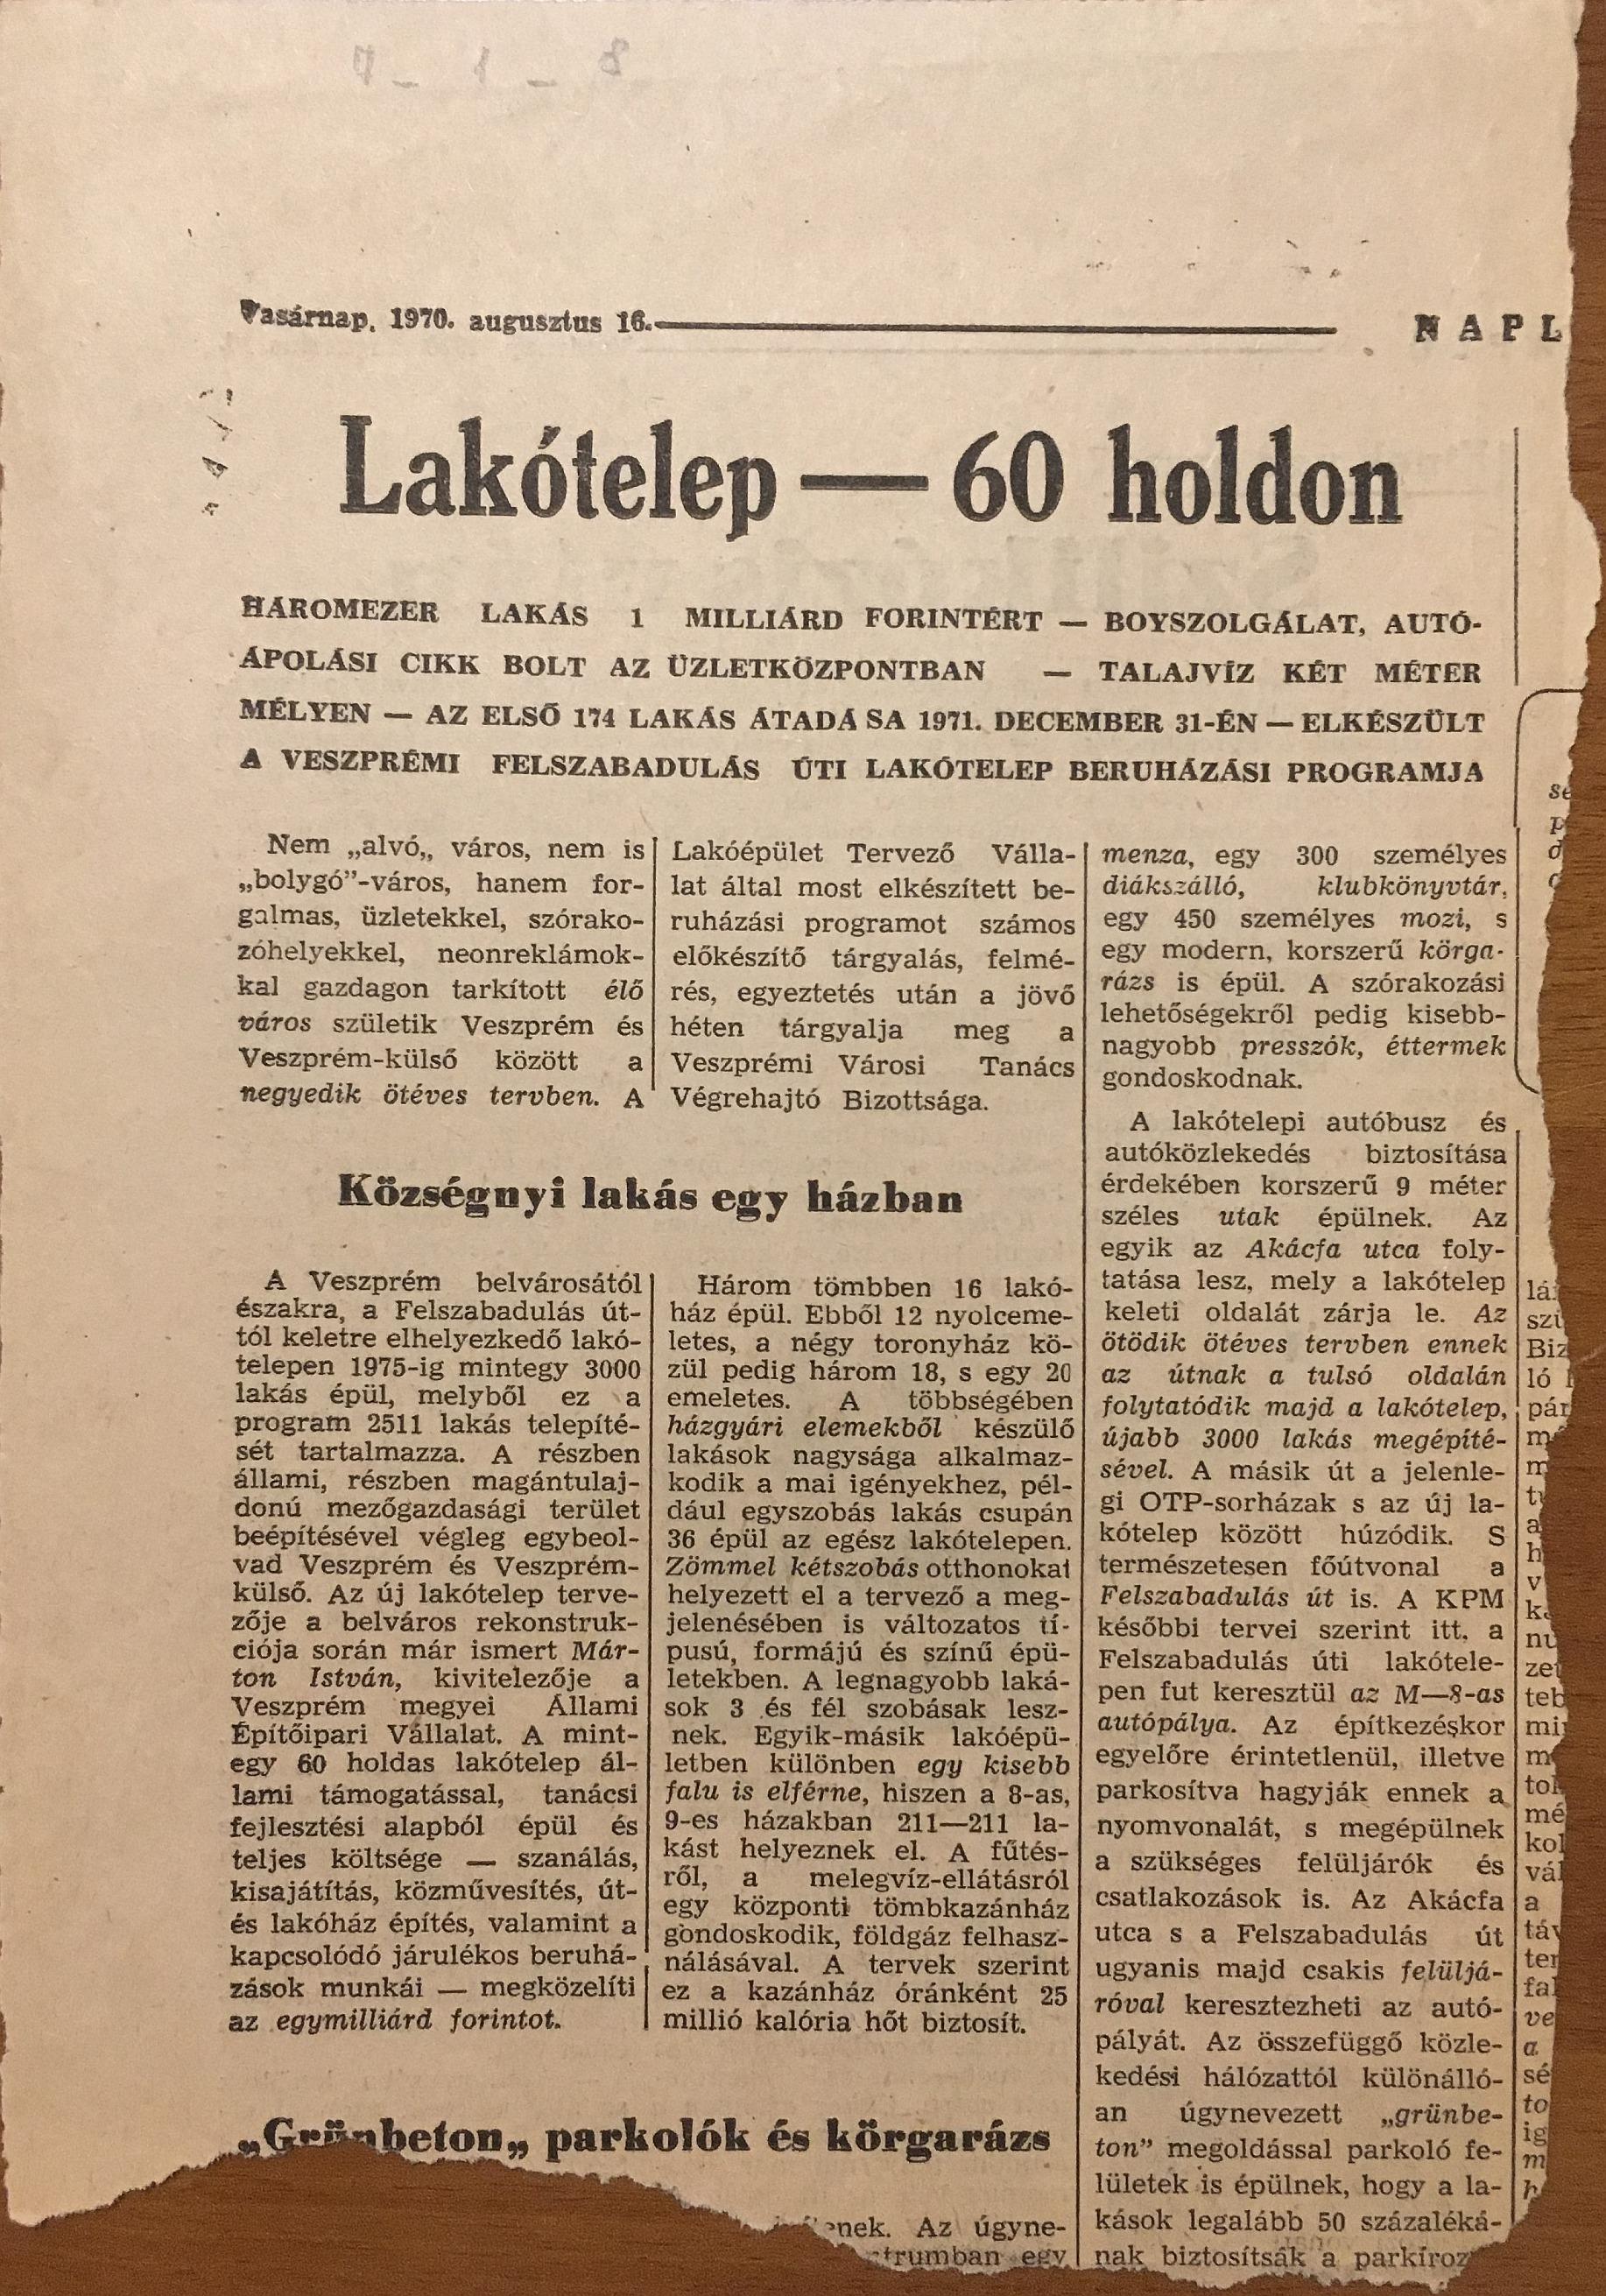 Vasárnap, 1970. augusztus 16.
NAPL
Lakótelep — 60 holdon
HÁROMEZER LAKÁS 1 MILLIÁRD FORINTÉRT — BOYSZOLGÁLAT, AUTÓ-
ÁPOLÁSI CIKK BOLT AZ ÜZLETKÖZPONTBAN — TALAJVÍZ KÉT MÉTER
MÉLYEN — AZ ELSŐ 174 LAKÁS ÁTADÁSA 1971. DECEMBER 31-ÉN — ELKÉSZÜLT
A VESZPRÉMI FELSZABADULÁS ÚTI LAKÓTELEP BERUHÁZÁSI PROGRAMJA
Nem „alvó„ város, nem is
„bolygó”-város, hanem for-
galmas, üzletekkel, szórako-
zóhelyekkel, neonreklámok-
kal gazdagon tarkított élő
város születik Veszprém és
Veszprém-külső között a
negyedik ötéves tervben. A
Lakóépület Tervező Válla-
lat által most elkészített be-
ruházási programot számos
előkészítő tárgyalás, felmé-
rés, egyeztetés után a jövő
héten tárgyalja meg a
Veszprémi Városi Tanács
Végrehajtó Bizottsága.
Községnyi lakás egy házban
A Veszprém belvárosától
északra, a Felszabadulás út-
tól keletre elhelyezkedő lakó-
telepen 1975-ig mintegy 3000
lakás épül, melyből ez a
program 2511 lakás telepíté-
sét tartalmazza. A részben
állami, részben magántulaj-
donú mezőgazdasági terület
beépítésével végleg egybeol-
vad Veszprém és Veszprém-
külső. Az új lakótelep terve-
zője a belváros rekonstruk-
ciója során már ismert Már-
ton István, kivitelezője a
Veszprém megyei Állami
Építőipari Vállalat. A mint-
egy 60 holdas lakótelep ál-
lami támogatással, tanácsi
fejlesztési alapból épül és
teljes költsége — szanálás,
kisajátítás, közművesítés, út-
és lakóház építés, valamint a
kapcsolódó járulékos beruhá-
zások munkái — megközelíti
az egymilliárd forintot.
Három tömbben 16 lakó-
ház épül. Ebből 12 nyolceme-
letes, a négy toronyház kö-
zül pedig három 18, s egy 20
emeletes. A többségében
házgyári elemekből készülő
lakások nagysága alkalmaz-
kodik a mai igényekhez, pél-
dául egyszobás lakás csupán
36 épül az egész lakótelepen.
Zömmel kétszobás otthonokat
helyezett el a tervező a meg-
jelenésében is változatos tí-
pusú, formájú és színű épü-
letekben. A legnagyobb laká-
sok 3 és fél szobásak lesz-
nek. Egyik-másik lakóépü-
letben különben egy kisebb
falu is elférne, hiszen a 8-as,
9-es házakban 211—211 la-
kást helyeznek el. A fűtés-
ről, a melegvíz-ellátásról
egy központi tömbkazánház
gondoskodik, földgáz felhasz-
nálásával. A tervek szerint
ez a kazánház óránként 25
millió kalória hőt biztosít.
„Grünbeton„ parkolók és körgarázs
Az úgyne-
egy
menza, egy 300 személyes
diákszálló, klubkönyvtár,
egy 450 személyes mozi, s
egy modern, korszerű körga-
rázs is épül. A szórakozási
lehetőségekről pedig kisebb-
nagyobb presszók, éttermek
gondoskodnak.
A lakótelepi autóbusz és
autóközlekedés biztosítása
érdekében korszerű 9 méter
széles utak épülnek. Az
egyik az Akácfa utca foly-
tatása lesz, mely a lakótelep
keleti oldalát zárja le. Az
ötödik ötéves tervben ennek
az útnak a tulsó oldalán
folytatódik majd a lakótelep,
újabb 3000 lakás megépíté-
sével. A másik út a jelenle-
gi OTP-sorházak s az új la-
kótelep között húzódik. S
természetesen főútvonal a
Felszabadulás út is. A KPM
későbbi tervei szerint itt, a
Felszabadulás úti lakótele-
pen fut keresztül az M—8-as
autópálya. Az építkezéskor
egyelőre érintetlenül, illetve
parkosítva hagyják ennek a
nyomvonalát, s megépülnek
a szükséges felüljárók és
csatlakozások is. Az Akácfa
utca s a Felszabadulás út
ugyanis majd csakis felüljá-
róval keresztezheti az autó-
pályát. Az összefüggő közle-
kedési hálózattól különálló-
an úgynevezett „grünbe-
ton” megoldással parkoló fe-
lületek is épülnek, hogy a la-
kások legalább 50 százaléká-
nak biztosítsák a parkíroz